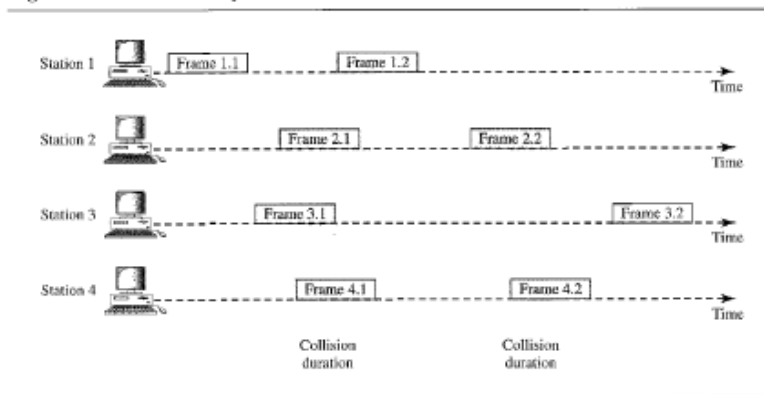 Station 1
Frame 1.1
Frame 1.2
Time
Station 2
Frame 2.1
Frame 2.2
Time
Station 3
Frame 3.1
Frame 3.2
Time
Station 4
Frame 4.1
Frame 4.2
Time
Collision
duration
Collision
duration